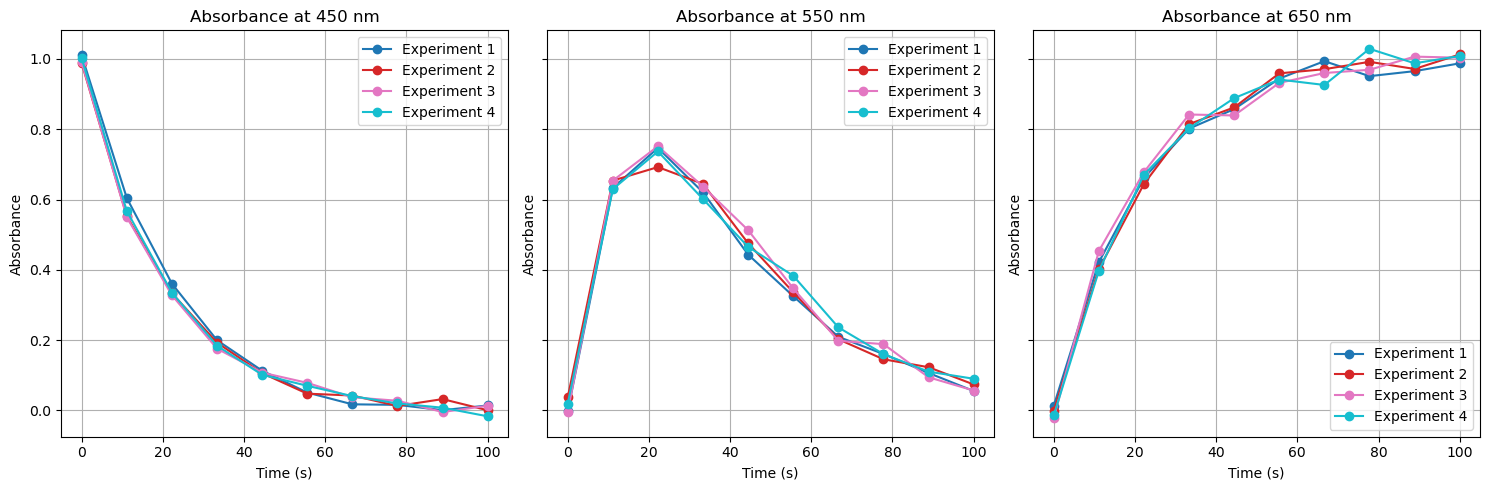 Absorbance at 450 nm
Absorbance at 550 nm
Absorbance at 650 nm
Absorbance
1.0
0.8
0.6
0.4
0.2
0.0
Experiment 1
Experiment 2
Experiment 3
Experiment 4
0 20 40 60 80 100
Time (s)
Absorbance
Experiment 1
Experiment 2
Experiment 3
Experiment 4
0 20 40 60 80 100
Time (s)
Absorbance
Experiment 1
Experiment 2
Experiment 3
Experiment 4
0 20 40 60 80 100
Time (s)